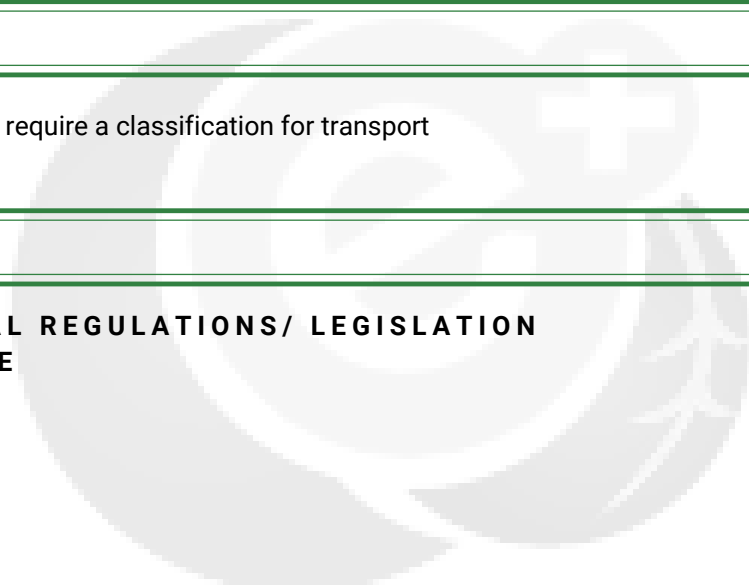 require a classification for transport
L REGULATIONS/ LEGISLATION
E